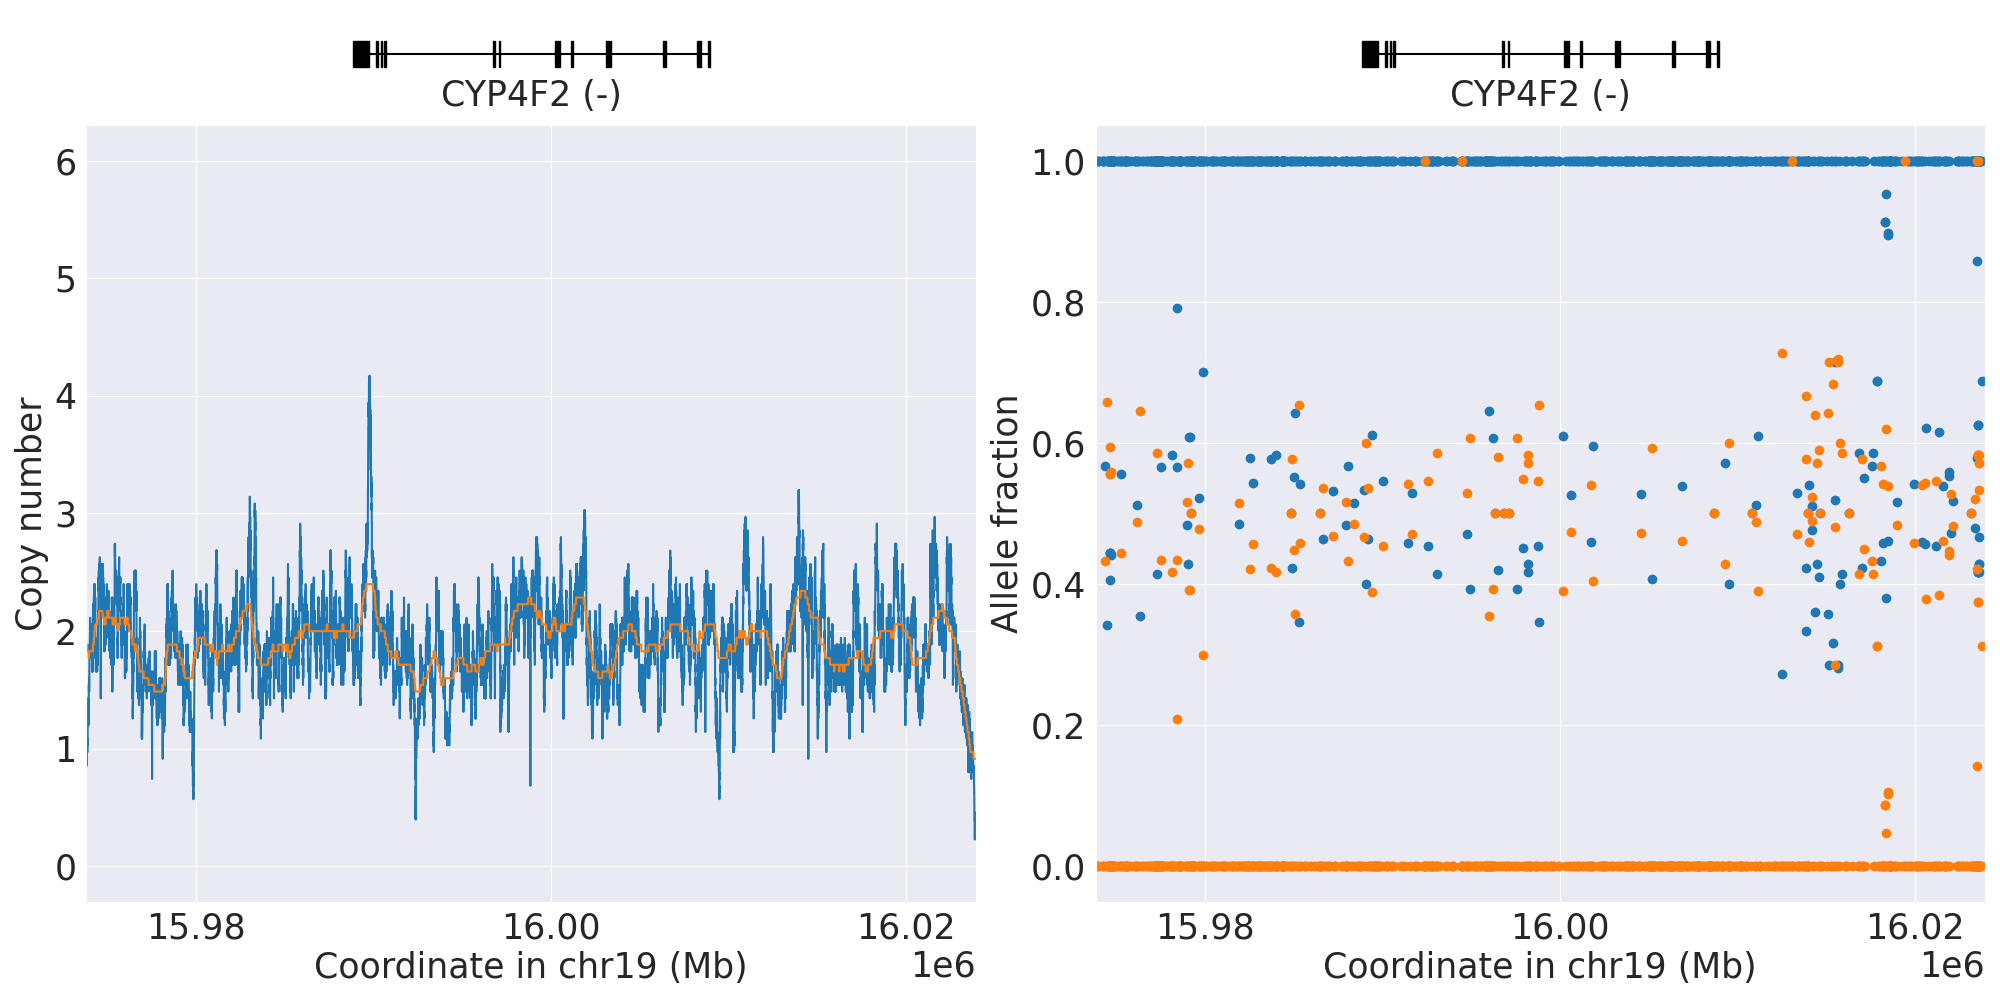 CYP4F2 (-)
6
5
4
3
2
1
0
Copy number
15.98
16.00
16.02
Coordinate in chr19 (Mb)
1e6
CYP4F2 (-)
1.0
0.8
0.6
0.4
0.2
0.0
Allele fraction
15.98
16.00
16.02
Coordinate in chr19 (Mb)
1e6